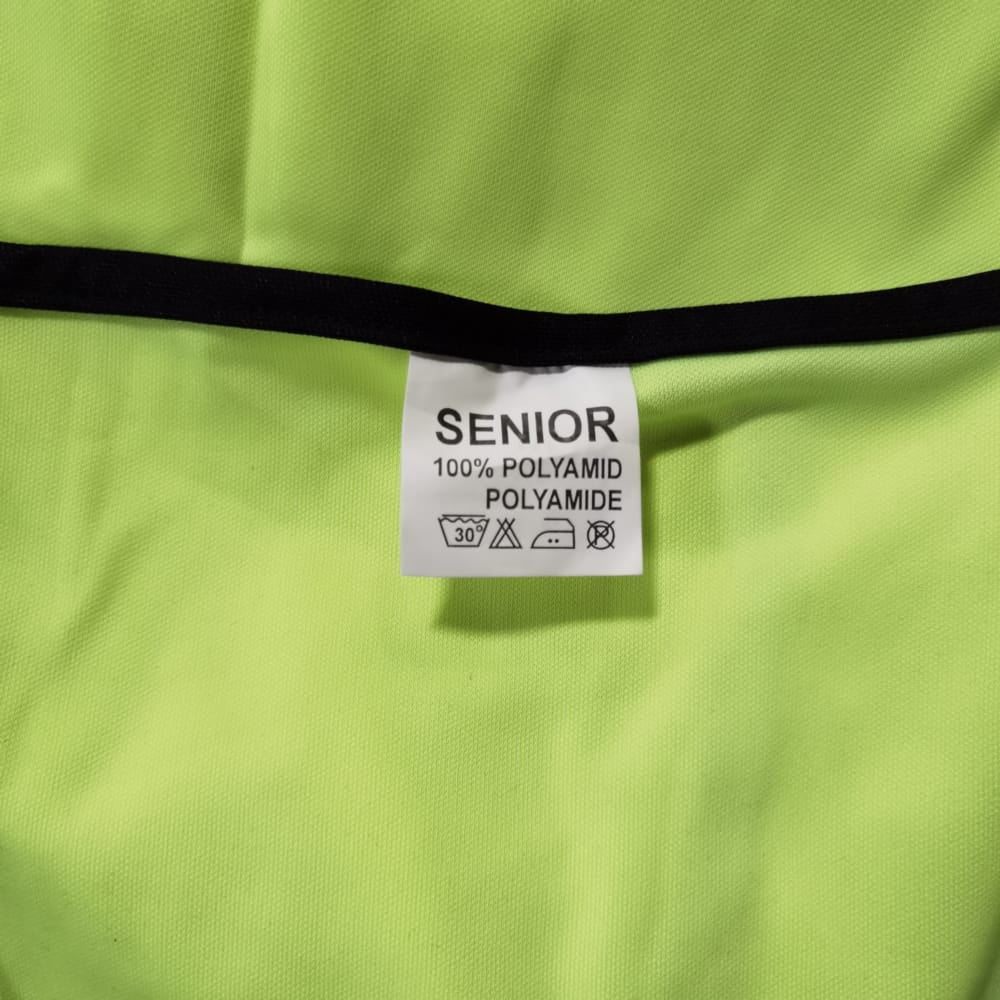 SENIOR
100% POLYAMID
POLYAMIDE
30° P